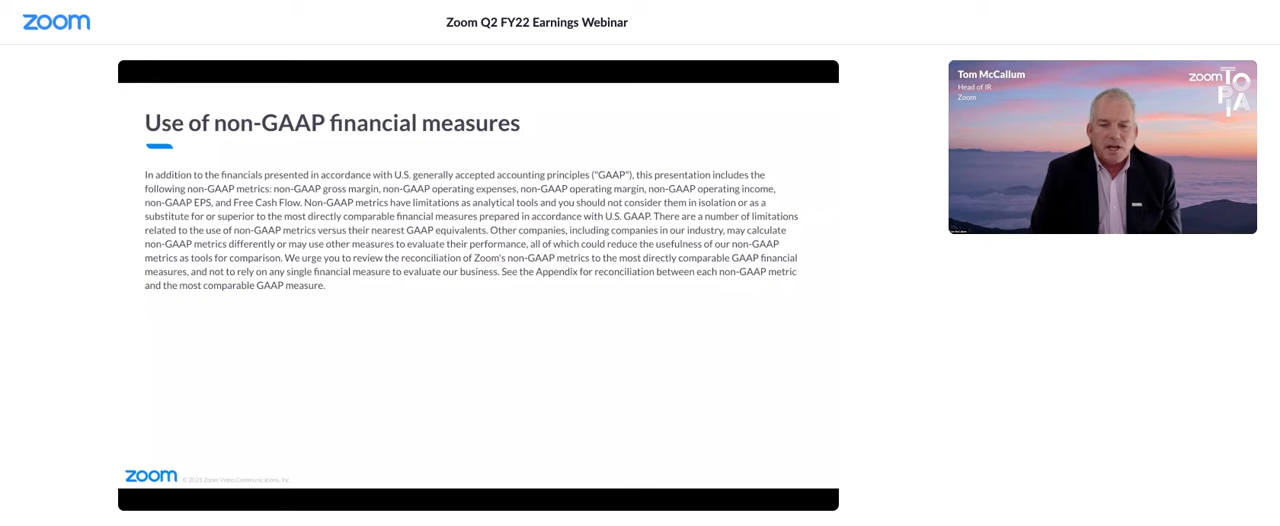 zoom
Zoom Q2 FY22 Earnings Webinar
Use of non-GAAP financial measures
In addition to the financials presented in accordance with U.S. generally accepted accounting principles ("GAAP"), this presentation includes the
following non-GAAP metrics: non-GAAP gross margin, non-GAAP operating expenses, non-GAAP operating margin, non-GAAP operating income,
non-GAAP EPS, and Free Cash Flow. Non-GAAP metrics have limitations as analytical tools and you should not consider them in isolation or as a
substitute for or superior to the most directly comparable financial measures prepared in accordance with U.S. GAAP. There are a number of limitations
related to the use of non-GAAP metrics versus their nearest GAAP equivalents. Other companies, including companies in our industry, may calculate
non-GAAP metrics differently or may use other measures to evaluate their performance, all of which could reduce the usefulness of our non-GAAP
metrics as tools for comparison. We urge you to review the reconciliation of Zoom's non-GAAP metrics to the most directly comparable GAAP financial
measures, and not to rely on any single financial measure to evaluate our business. See the Appendix for reconciliation between each non-GAAP metric
and the most comparable GAAP measure.
zoom
© 2021 Zoom Video Communications, Inc.
Tom McCallum
Head of IR
Zoom
zoom TO
PIA